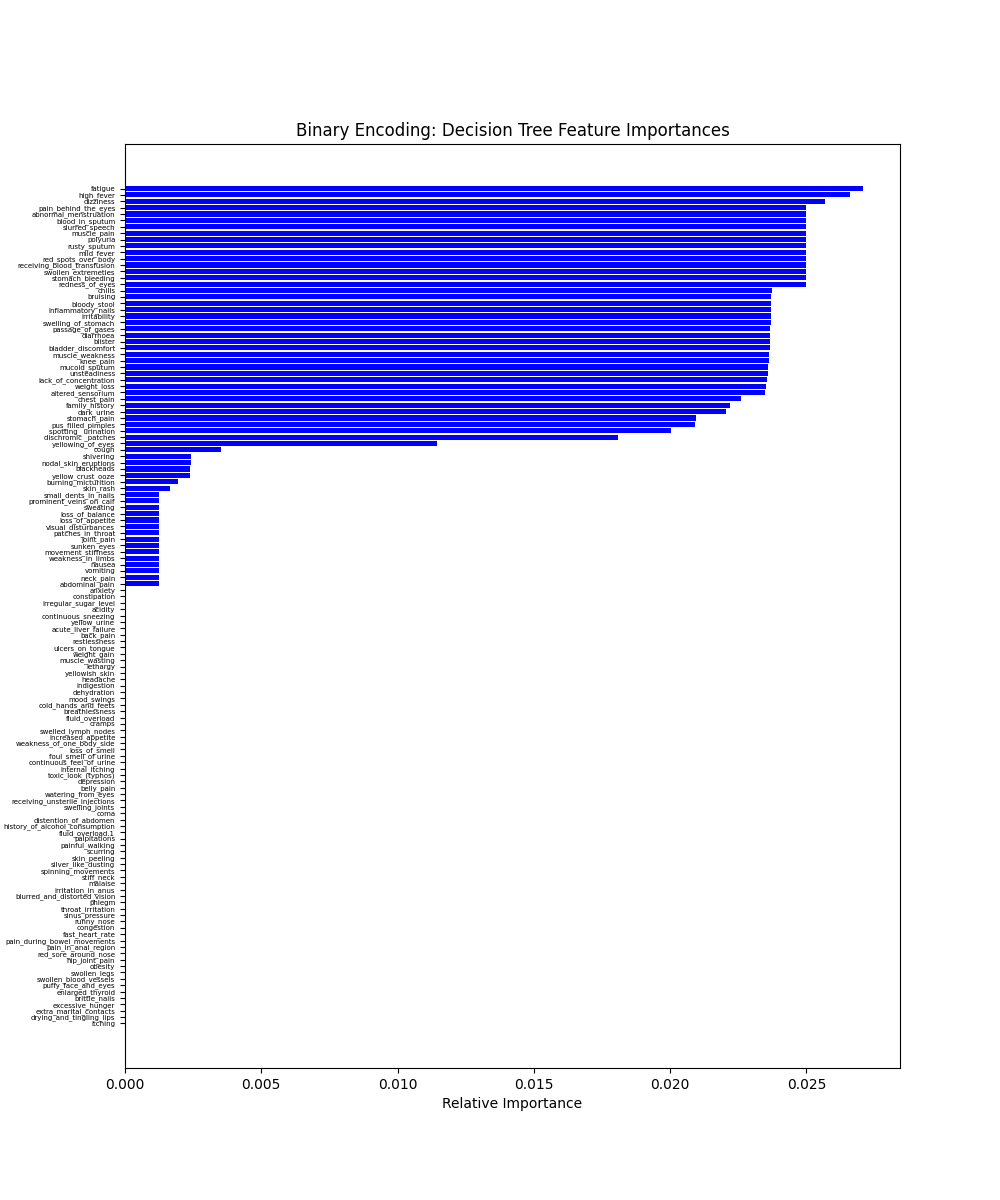 Binary Encoding: Decision Tree Feature Importances
fatigue
high_fever
dizziness
pain_behind_the_eyes
abnormal_menstruation
blood_in_sputum
slurred_speech
muscle_pain
polyuria
rusty_sputum
mild_fever
red_spots_over_body
receiving_blood_transfusion
swollen_extremeties
stomach_bleeding
redness_of_eyes
chills
bruising
bloody_stool
inflammatory_nails
irritability
swelling_of_stomach
passage_of_gases
diarrhoea
blister
bladder_discomfort
muscle_weakness
knee_pain
mucoid_sputum
unsteadiness
lack_of_concentration
weight_loss
altered_sensorium
chest_pain
family_history
dark_urine
stomach_pain
pus_filled_pimples
spotting_ urination
dischromic _patches
yellowing_of_eyes
cough
shivering
nodal_skin_eruptions
blackheads
yellow_crust_ooze
burning_micturition
skin_rash
small_dents_in_nails
prominent_veins_on_calf
sweating
loss_of_balance
loss_of_appetite
visual_disturbances
patches_in_throat
joint_pain
sunken_eyes
movement_stiffness
weakness_in_limbs
nausea
vomiting
neck_pain
abdominal_pain
anxiety
constipation
irregular_sugar_level
acidity
continuous_sneezing
yellow_urine
acute_liver_failure
back_pain
restlessness
ulcers_on_tongue
weight_gain
muscle_wasting
lethargy
yellowish_skin
headache
indigestion
dehydration
mood_swings
cold_hands_and_feets
breathlessness
fluid_overload
cramps
swelled_lymph_nodes
increased_appetite
weakness_of_one_body_side
loss_of_smell
foul_smell_of urine
continuous_feel_of_urine
internal_itching
toxic_look_(typhos)
depression
belly_pain
watering_from_eyes
receiving_unsterile_injections
swelling_joints
coma
distention_of_abdomen
history_of_alcohol_consumption
fluid_overload.1
palpitations
painful_walking
scurring
skin_peeling
silver_like_dusting
spinning_movements
stiff_neck
malaise
irritation_in_anus
blurred_and_distorted_vision
phlegm
throat_irritation
sinus_pressure
runny_nose
congestion
fast_heart_rate
pain_during_bowel_movements
pain_in_anal_region
red_sore_around_nose
hip_joint_pain
obesity
swollen_legs
swollen_blood_vessels
puffy_face_and_eyes
enlarged_thyroid
brittle_nails
excessive_hunger
extra_marital_contacts
drying_and_tingling_lips
itching
0.000 0.005 0.010 0.015 0.020 0.025
Relative Importance